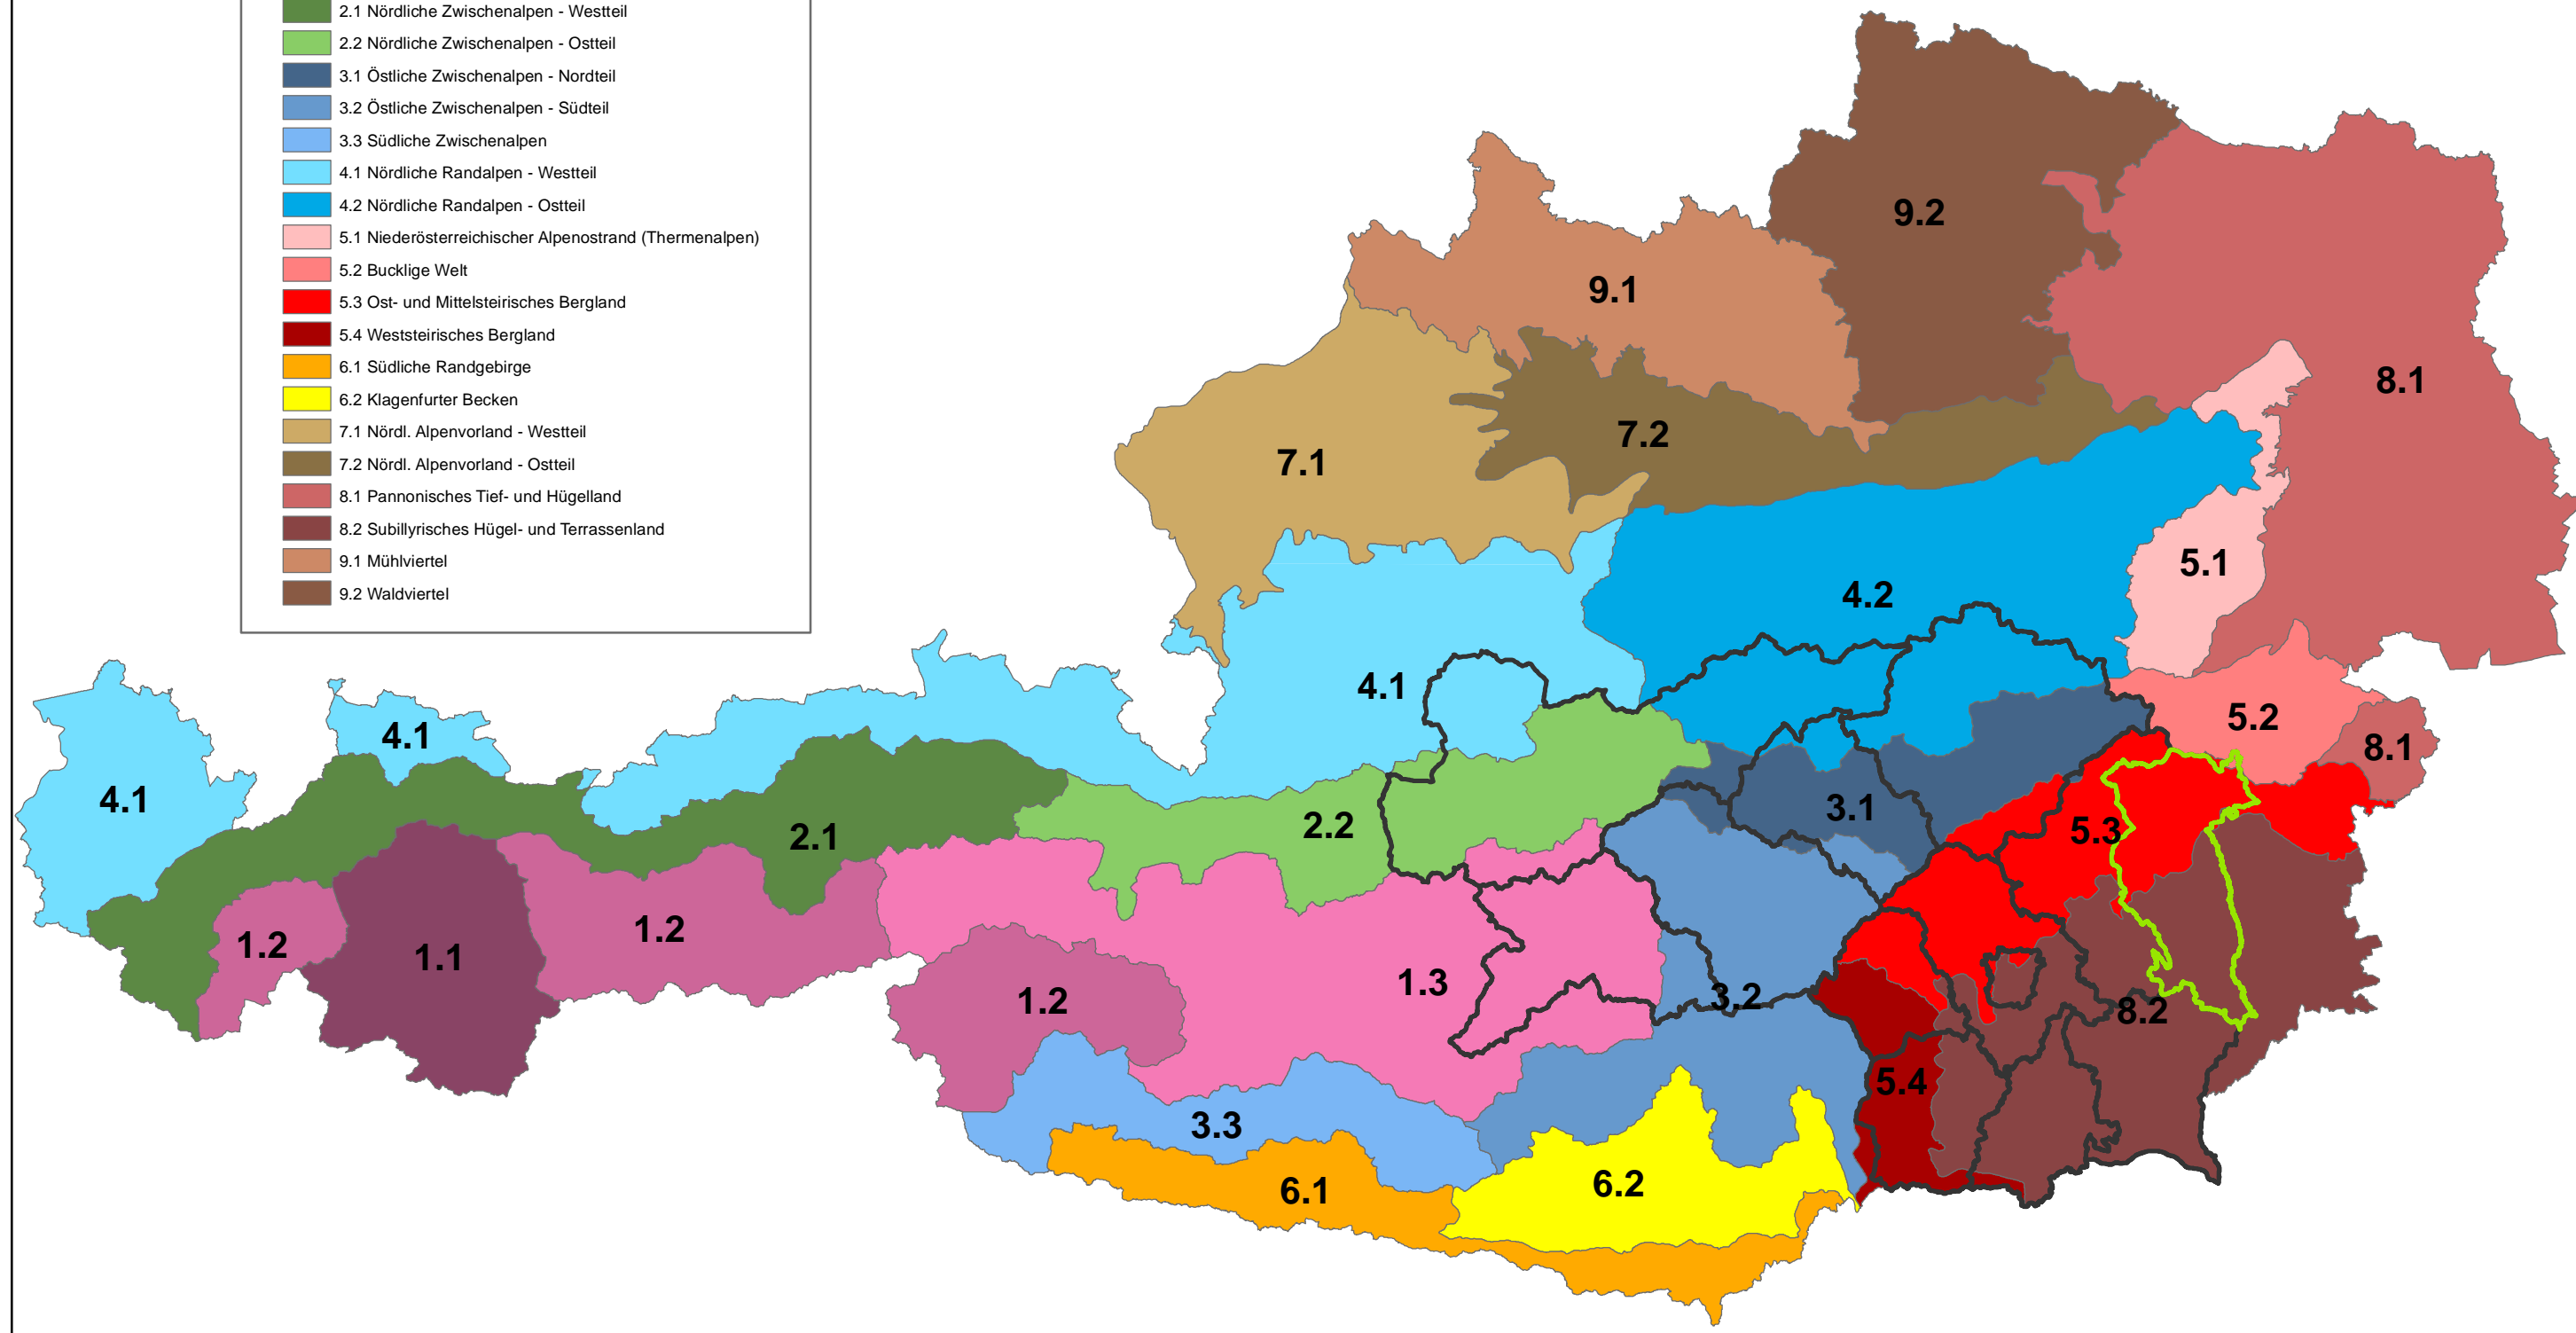 2.1 Nördliche Zwischenalpen - Westteil
2.2 Nördliche Zwischenalpen - Ostteil
3.1 Östliche Zwischenalpen - Nordteil
3.2 Östliche Zwischenalpen - Südteil
3.3 Südliche Zwischenalpen
4.1 Nördliche Randalpen - Westteil
4.2 Nördliche Randalpen - Ostteil
5.1 Niederösterreichischer Alpenostrand (Thermenalpen)
5.2 Bucklige Welt
5.3 Ost- und Mittelsteirisches Bergland
5.4 Weststeirisches Bergland
6.1 Südliche Randgebirge
6.2 Klagenfurter Becken
7.1 Nördl. Alpenvorland - Westteil
7.2 Nördl. Alpenvorland - Ostteil
8.1 Pannonisches Tief- und Hügelland
8.2 Subillyrisches Hügel- und Terrassenland
9.1 Mühlviertel
9.2 Waldviertel
9.2
9.1
8.1
7.2
7.1
5.1
4.2
4.1
5.2
4.1
8.1
4.1
3.1
2.2
5.3
2.1
1.2
1.2
1.1
1.3
3.2
1.2
8.2
5.4
3.3
6.2
6.1